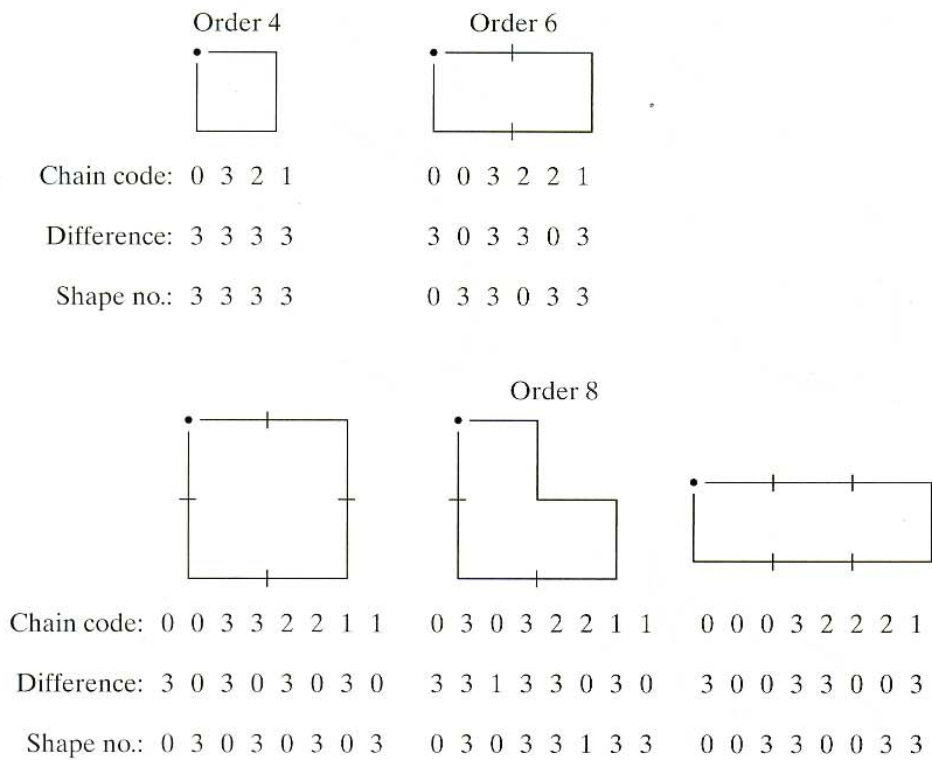 Order 4 Order 6
Chain code: 0 3 2 1 0 0 3 2 2 1
Difference: 3 3 3 3 3 0 3 3 0 3
Shape no.: 3 3 3 3 0 3 3 0 3 3
Order 8
Chain code: 0 0 3 3 2 2 1 1 0 3 0 3 2 2 1 1 0 0 0 3 2 2 2 1
Difference: 3 0 3 0 3 0 3 0 3 3 1 3 3 0 3 0 3 0 0 3 3 0 0 3
Shape no.: 0 3 0 3 0 3 0 3 0 3 0 3 3 1 3 3 0 0 3 3 0 0 3 3